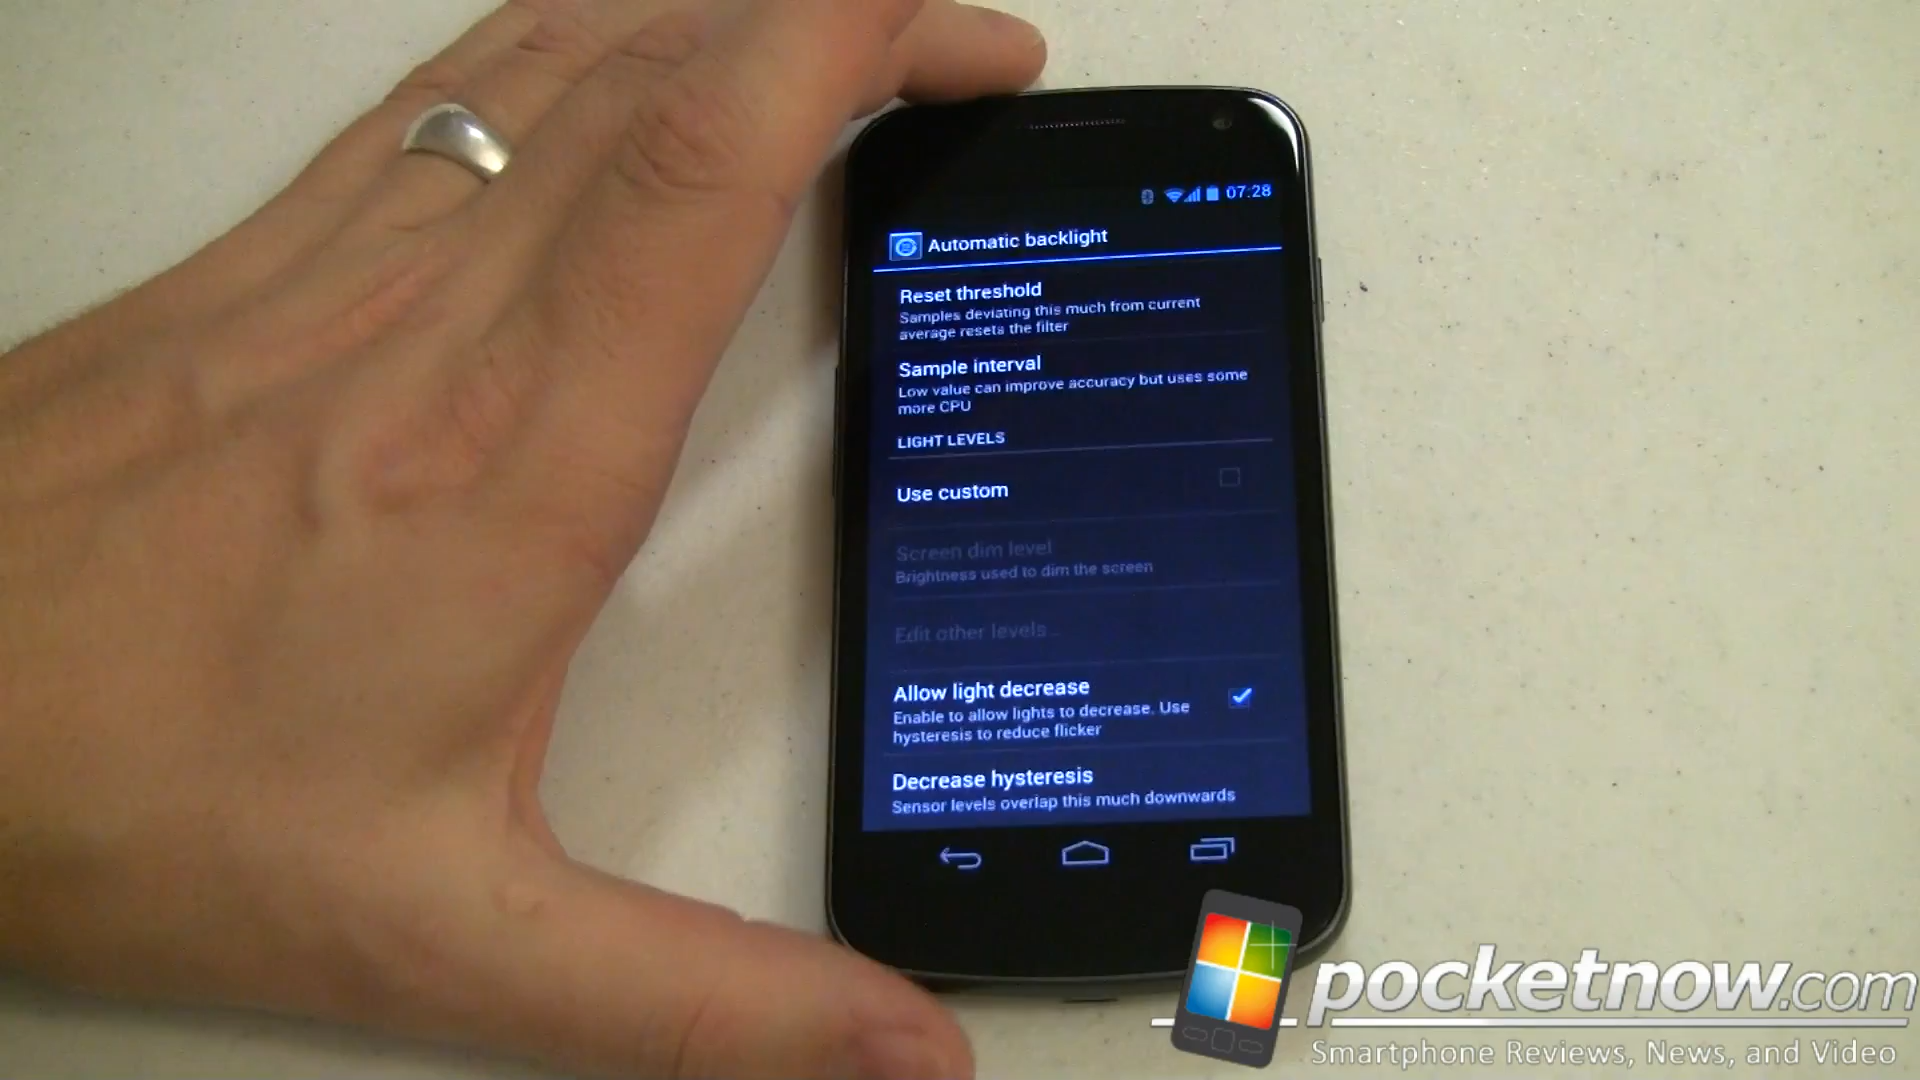 07:28
Automatic backlight
Reset threshold
Samples deviating this much from current
average resets the filter
Sample interval
Low value can improve accuracy but uses some
more CPU
LIGHT LEVELS
Use custom
Screen dim level
Brightness used to dim the screen
Edit other levels...
Allow light decrease
Enable to allow lights to decrease. Use
hysteresis to reduce flicker
Decrease hysteresis
Sensor levels overlap this much downwards
pocketnow.com
Smartphone Reviews, News, and Video